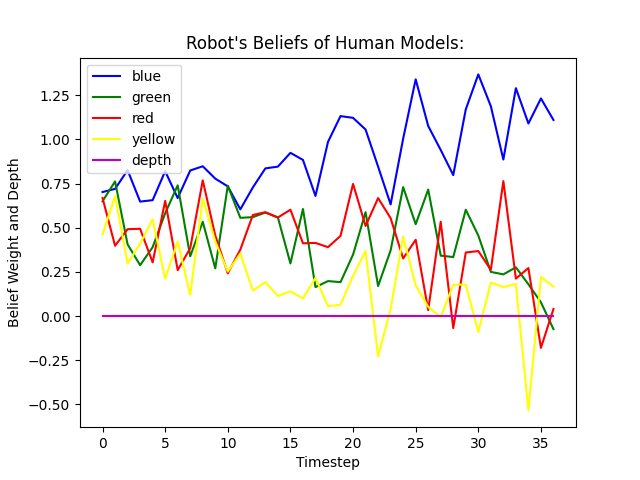 Robot's Beliefs of Human Models:
blue
green
red
yellow
depth
Belief Weight and Depth
1.25
1.00
0.75
0.50
0.25
0.00
−0.25
−0.50
0 5 10 15 20 25 30 35
Timestep